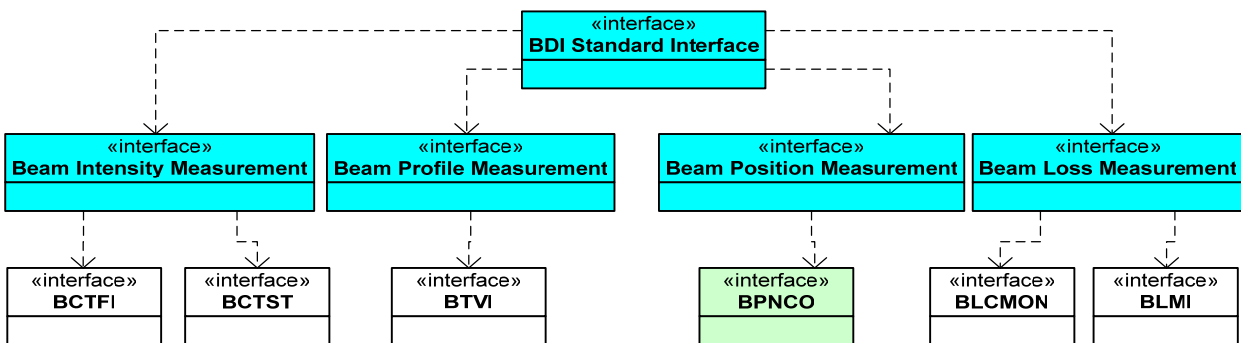 «interface»
BDI Standard Interface
«interface»
Beam Intensity Measurement
«interface»
Beam Profile Measurement
«interface»
Beam Position Measurement
«interface»
Beam Loss Measurement
«interface»
BCTFI
«interface»
BCTST
«interface»
BTVI
«interface»
BPNCO
«interface»
BLCMON
«interface»
BLMI